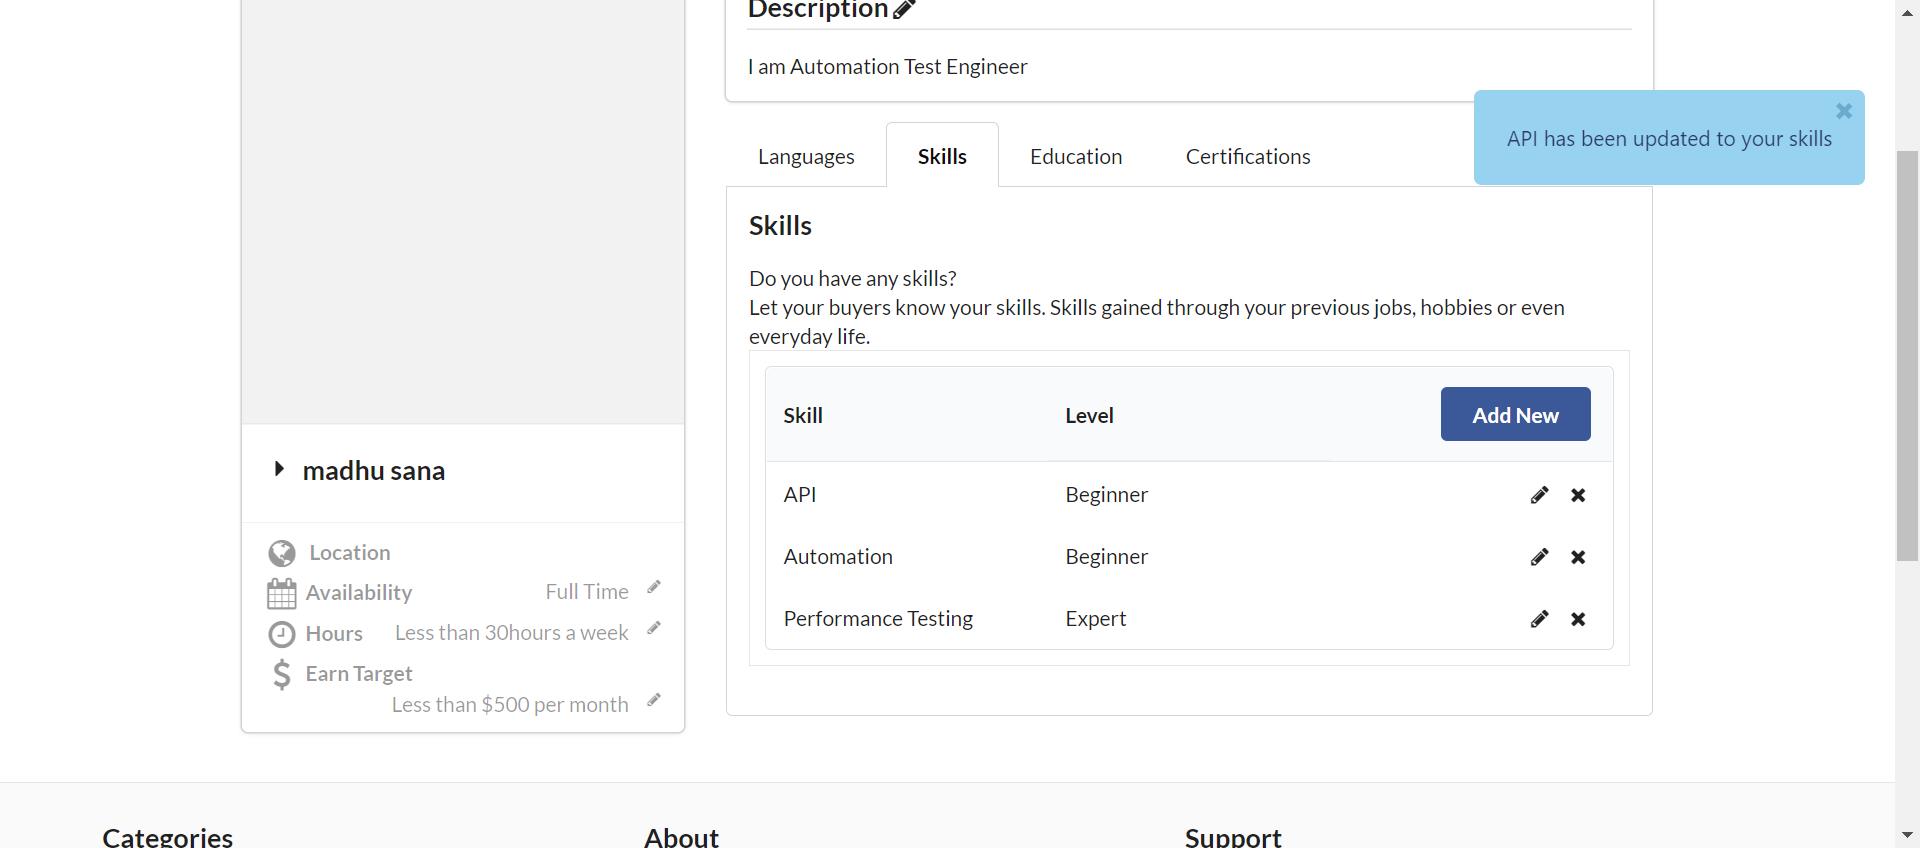 Description
I am Automation Test Engineer
API has been updated to your skills
Languages
Skills
Education
Certifications
Skills
Do you have any skills?
Let your buyers know your skills. Skills gained through your previous jobs, hobbies or even
everyday life.
Skill Level Add New
API Beginner
Automation Beginner
Performance Testing Expert
madhu sana
Location
Availability Full Time
Hours Less than 30hours a week
Earn Target
Less than $500 per month
Categories
About
Support